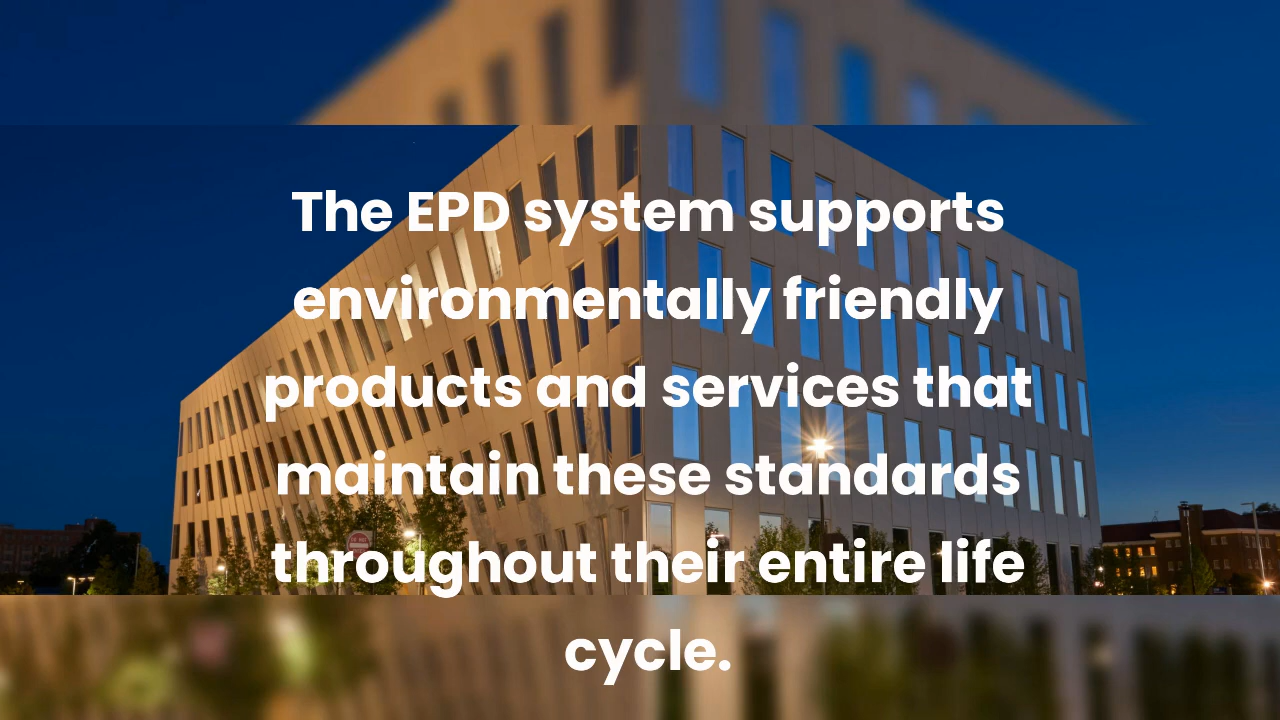 The EPD system supports
environmentally friendly
products and services that
maintain these standards
throughout their entire life
cycle.